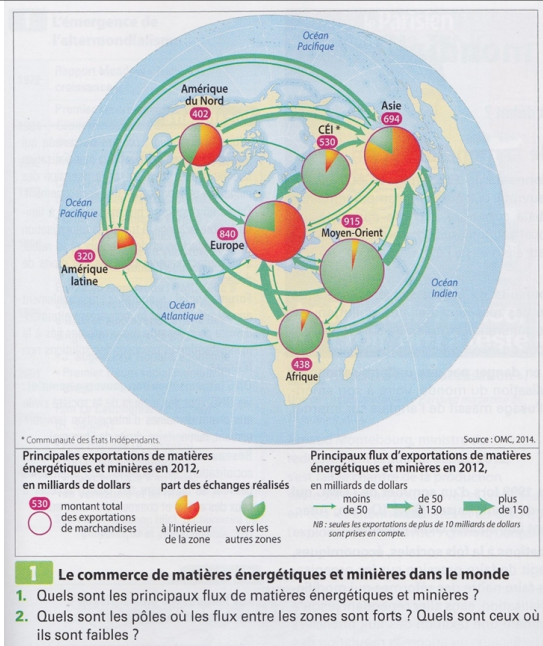 Océan
Pacifique
Amérique
du Nord
402
Asie
694
CÉI *
530
Océan
Pacifique
840
Europe
915
Moyen-Orient
320
Amérique
latine
Océan
Indien
Océan
Atlantique
438
Afrique
* Communauté des États Indépendants.
Source : OMC, 2014.
Principales exportations de matières
énergétiques et minières en 2012,
en milliards de dollars
530
montant total
des exportations
de marchandises
part des échanges réalisés
à l'intérieur
de la zone
vers les
autres zones
Principaux flux d'exportations de matières
énergétiques et minières en 2012,
en milliards de dollars
moins
de 50
de 50
à 150
plus
de 150
NB : seules les exportations de plus de 10 milliards de dollars
sont prises en compte.
1 Le commerce de matières énergétiques et minières dans le monde
1. Quels sont les principaux flux de matières énergétiques et minières ?
2. Quels sont les pôles où les flux entre les zones sont forts ? Quels sont ceux où
ils sont faibles ?